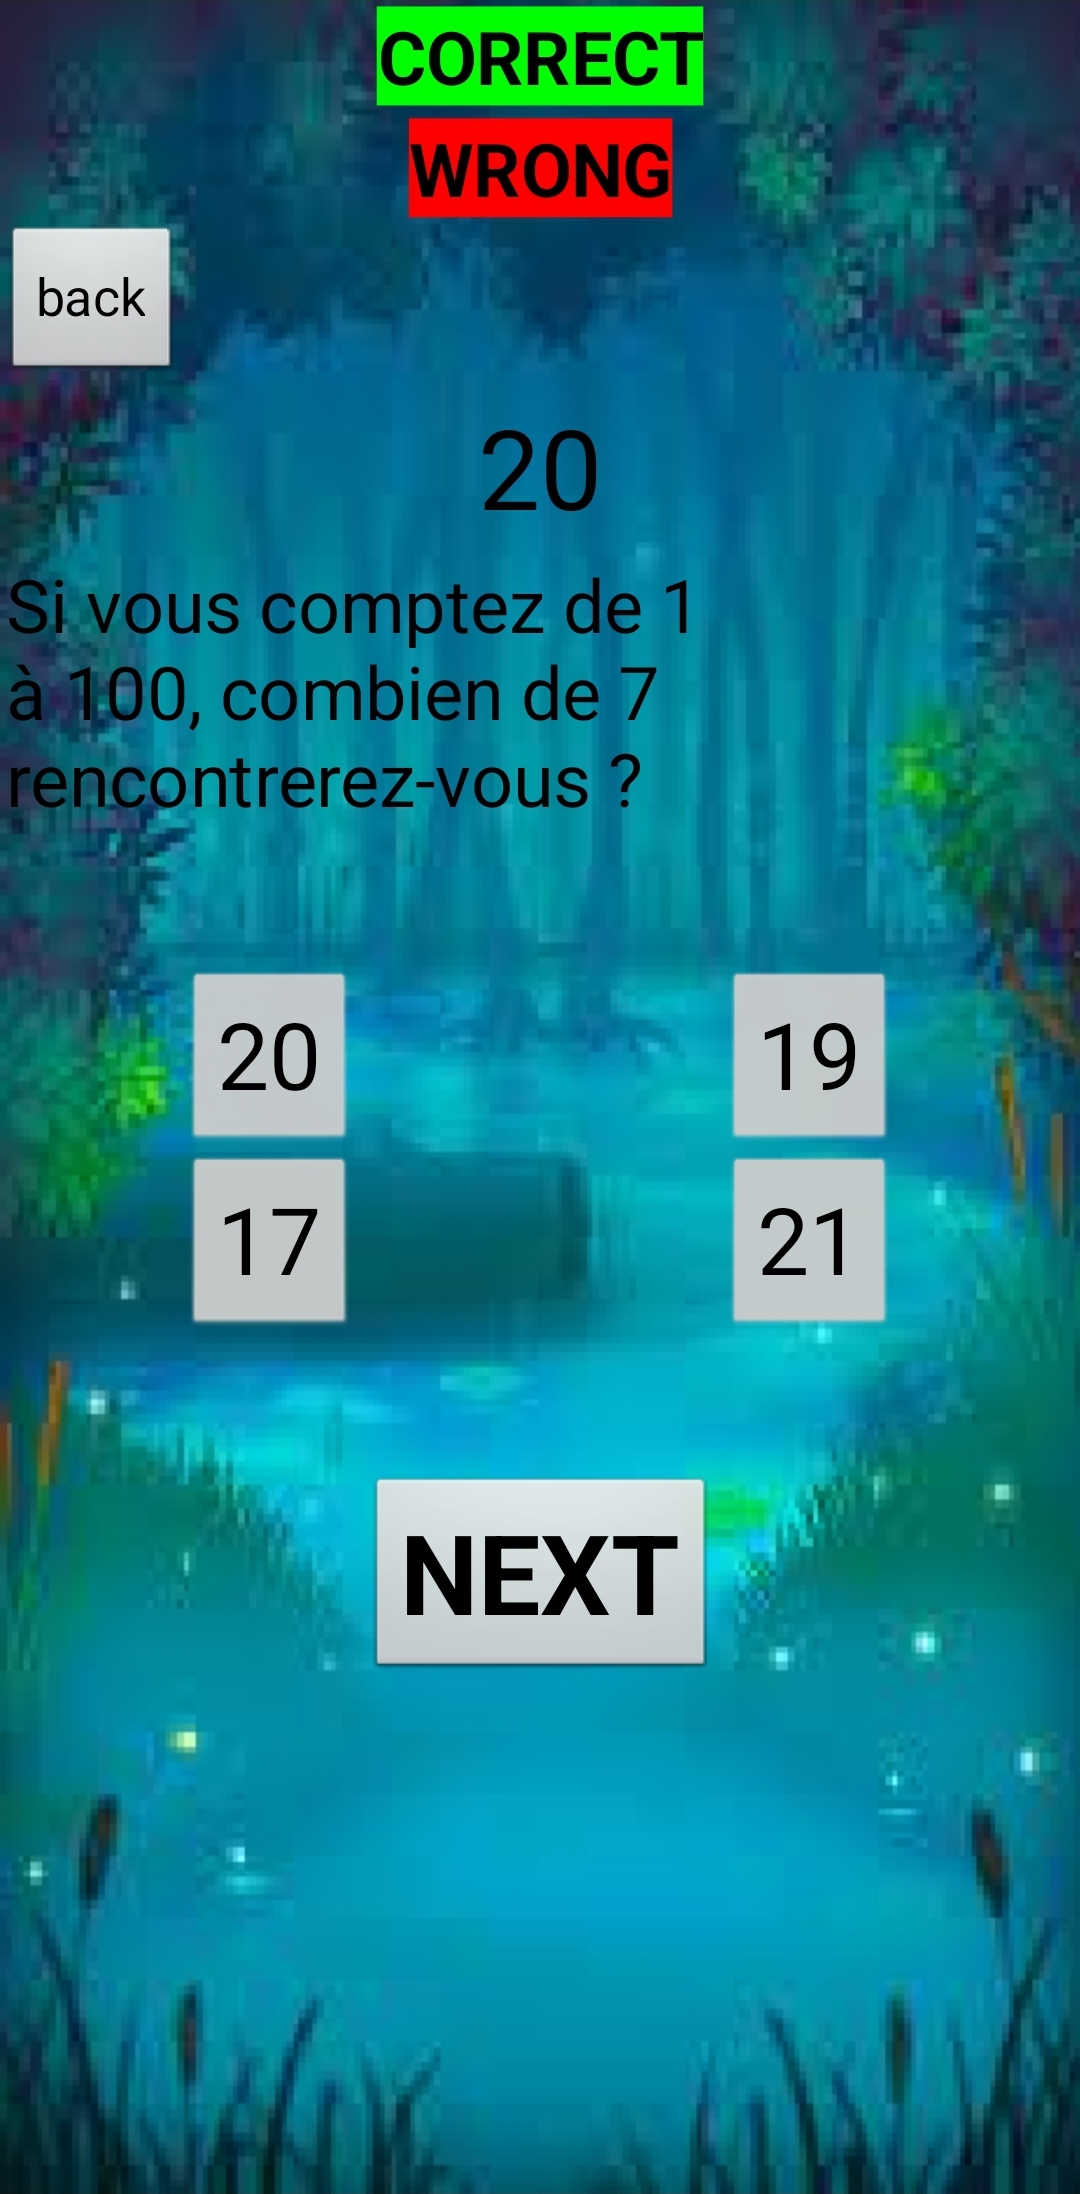 CORRECT
WRONG
back
20
Si vous comptez de 1
à 100, combien de 7
rencontrerez-vous ?
20
19
17
21
NEXT